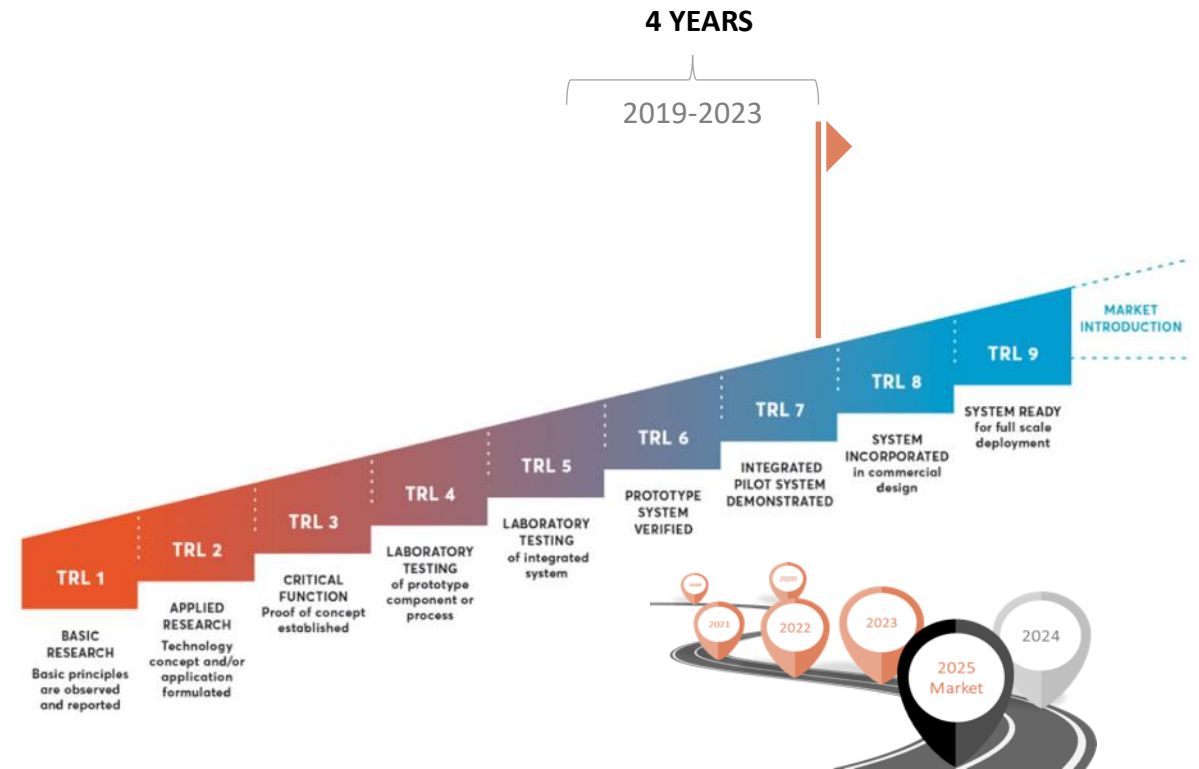 4 YEARS
2019-2023
MARKET
INTRODUCTION
TRL 9
TRL 8
TRL 7
TRL 6
TRL 5
TRL 4
TRL 3
TRL 2
TRL 1
BASIC
RESEARCH
Basic principles
are observed
and reported
APPLIED
RESEARCH
Technology
concept and/or
application
formulated
CRITICAL
FUNCTION
Proof of concept
established
LABORATORY
TESTING
of prototype
component or
process
LABORATORY
TESTING
of integrated
system
PROTOTYPE
SYSTEM
VERIFIED
INTEGRATED
PILOT SYSTEM
DEMONSTRATED
SYSTEM
INCORPORATED
in commercial
design
SYSTEM READY
for full scale
deployment
2020
2021
2022
2023
2024
2025
Market